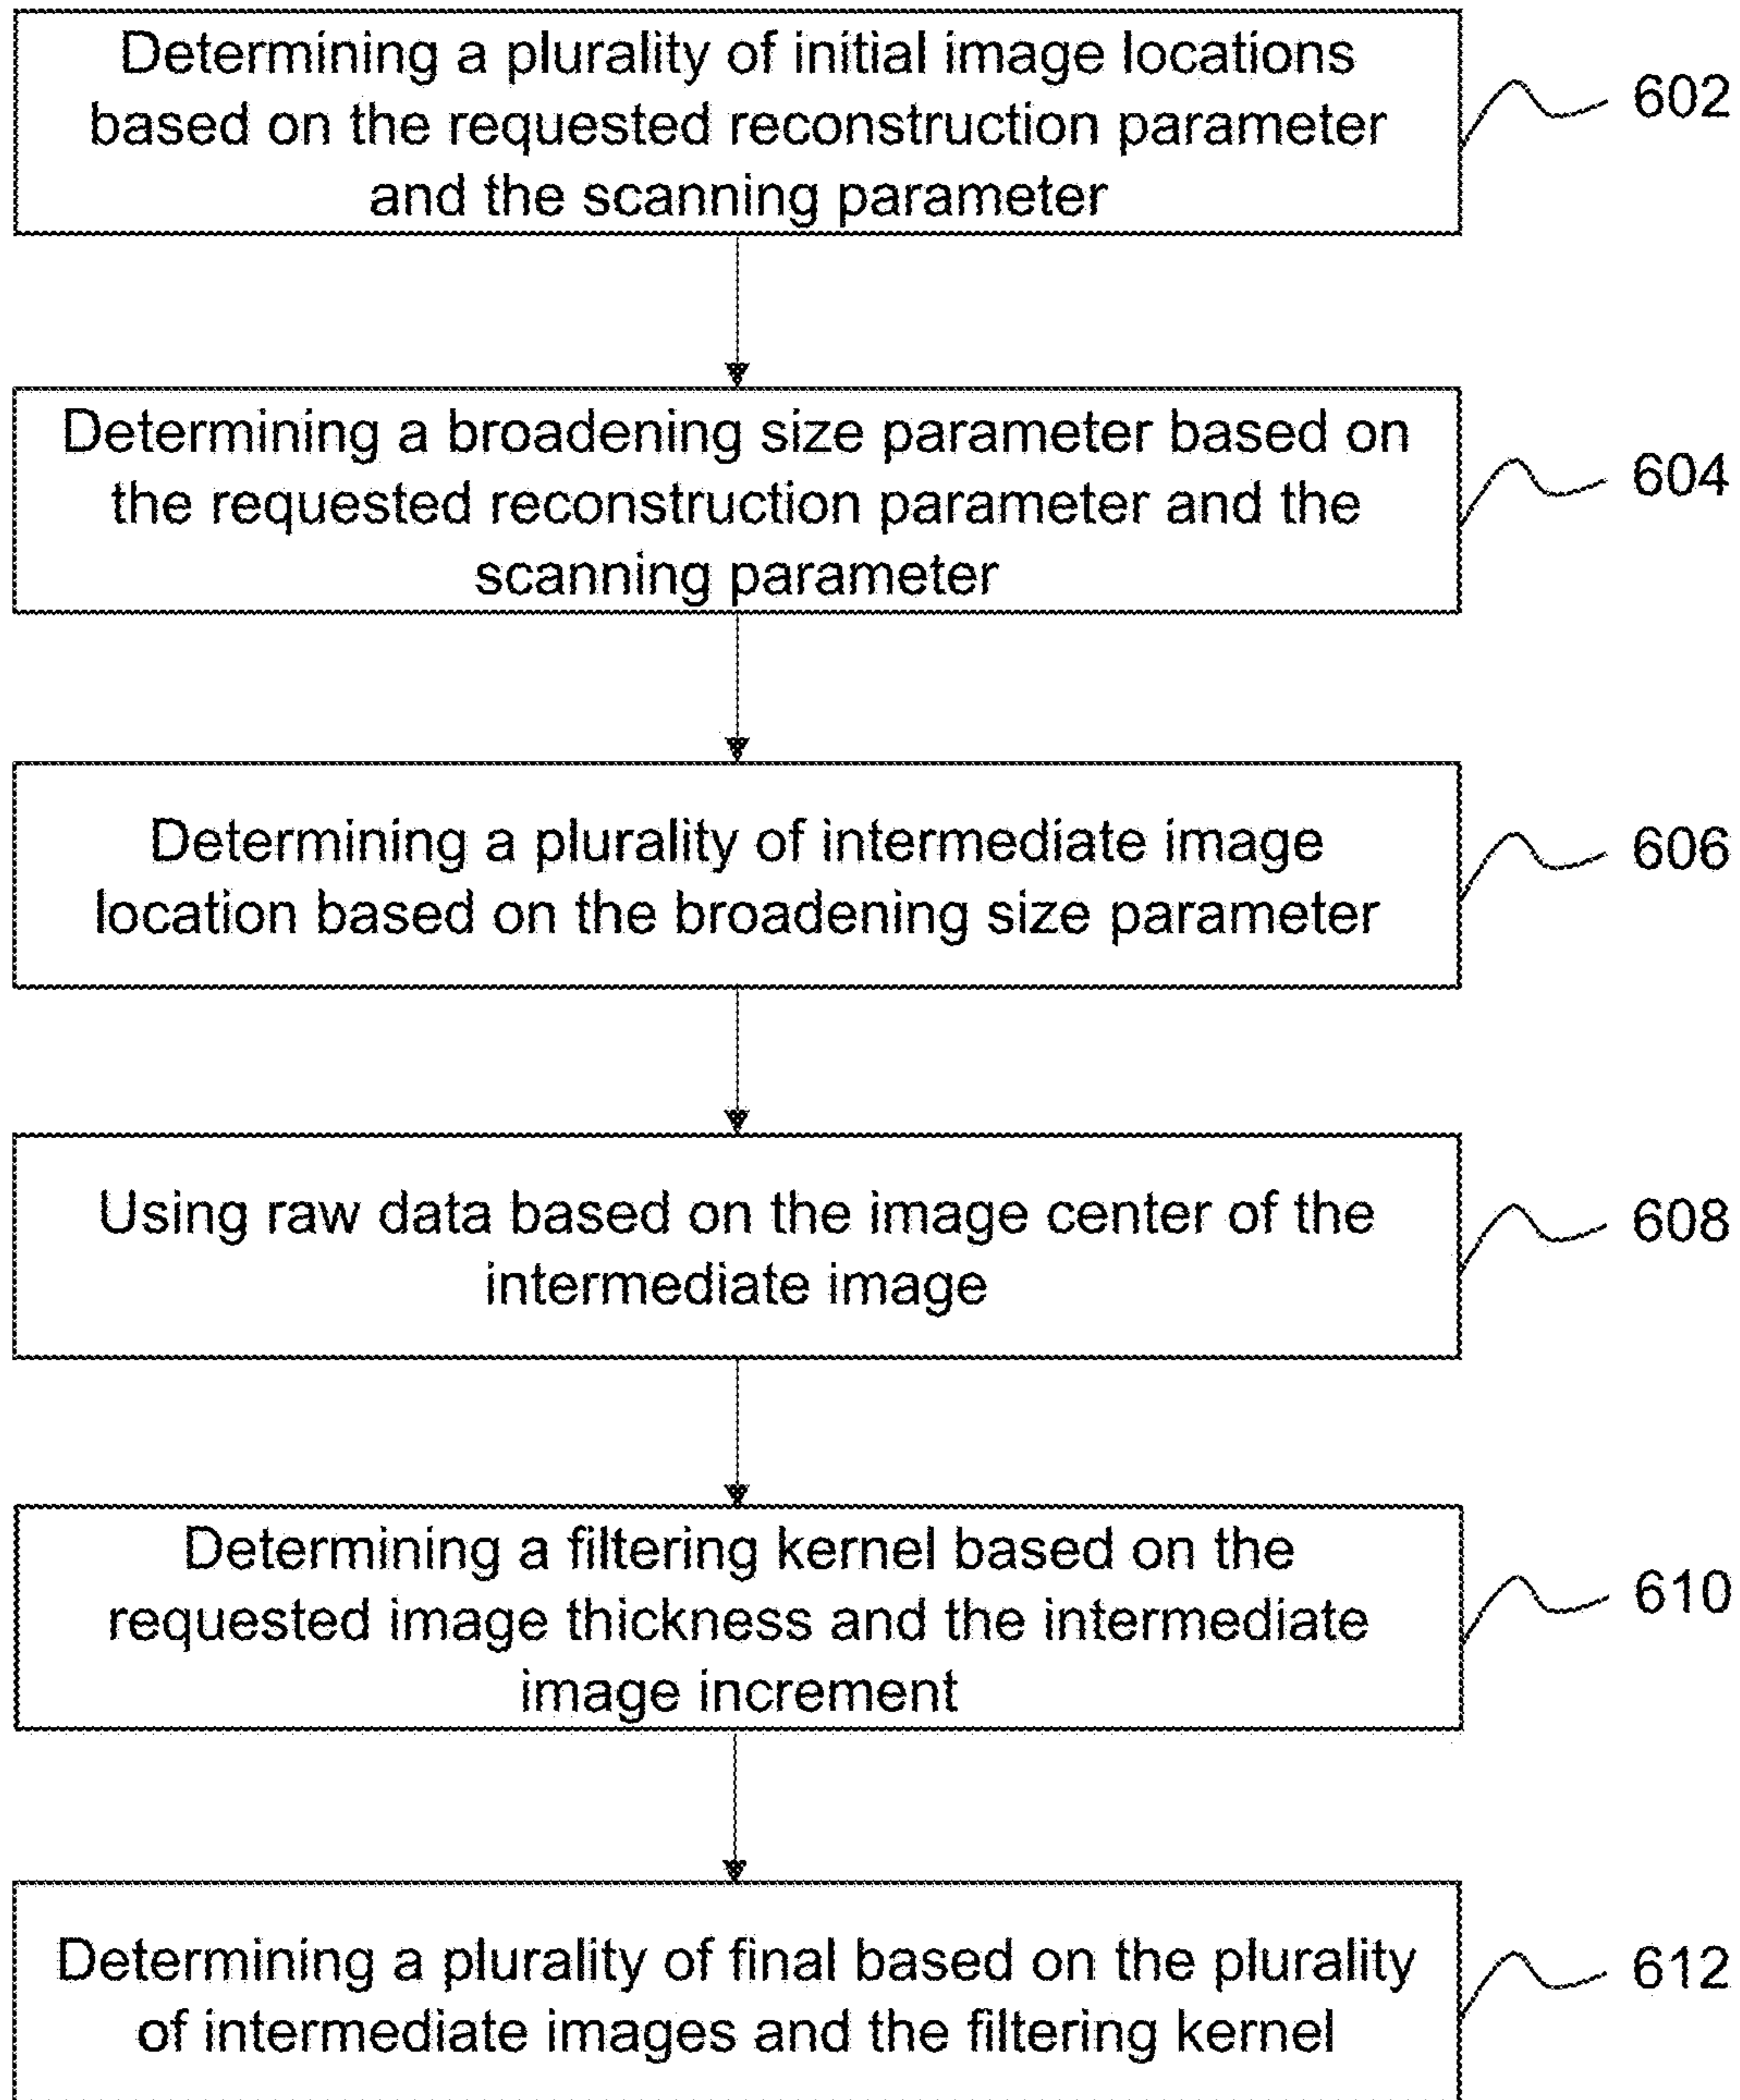 Determining a plurality of initial image locations
based on the requested reconstruction parameter
and the scanning parameter
602
Determining a broadening size parameter based on
the requested reconstruction parameter and the
scanning parameter
604
Determining a plurality of intermediate image
location based on the broadening size parameter
606
Using raw data based on the image center of the
intermediate image
608
Determining a filtering kernel based on the
requested image thickness and the intermediate
image increment
610
Determining a plurality of final based on the plurality
of intermediate images and the filtering kernel
612